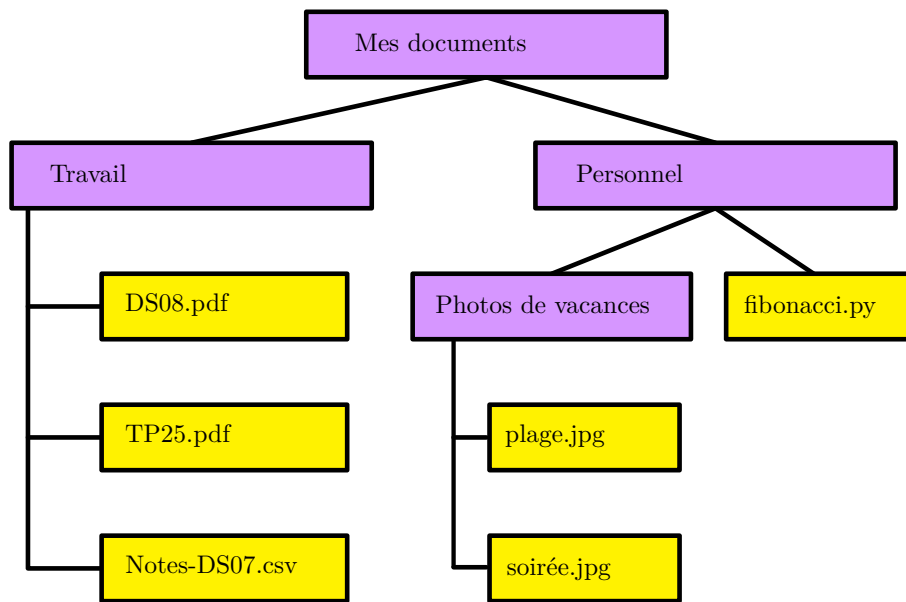 Mes documents
Travail
Personnel
DS08.pdf
Photos de vacances
fibonacci.py
TP25.pdf
plage.jpg
Notes-DS07.csv
soirée.jpg